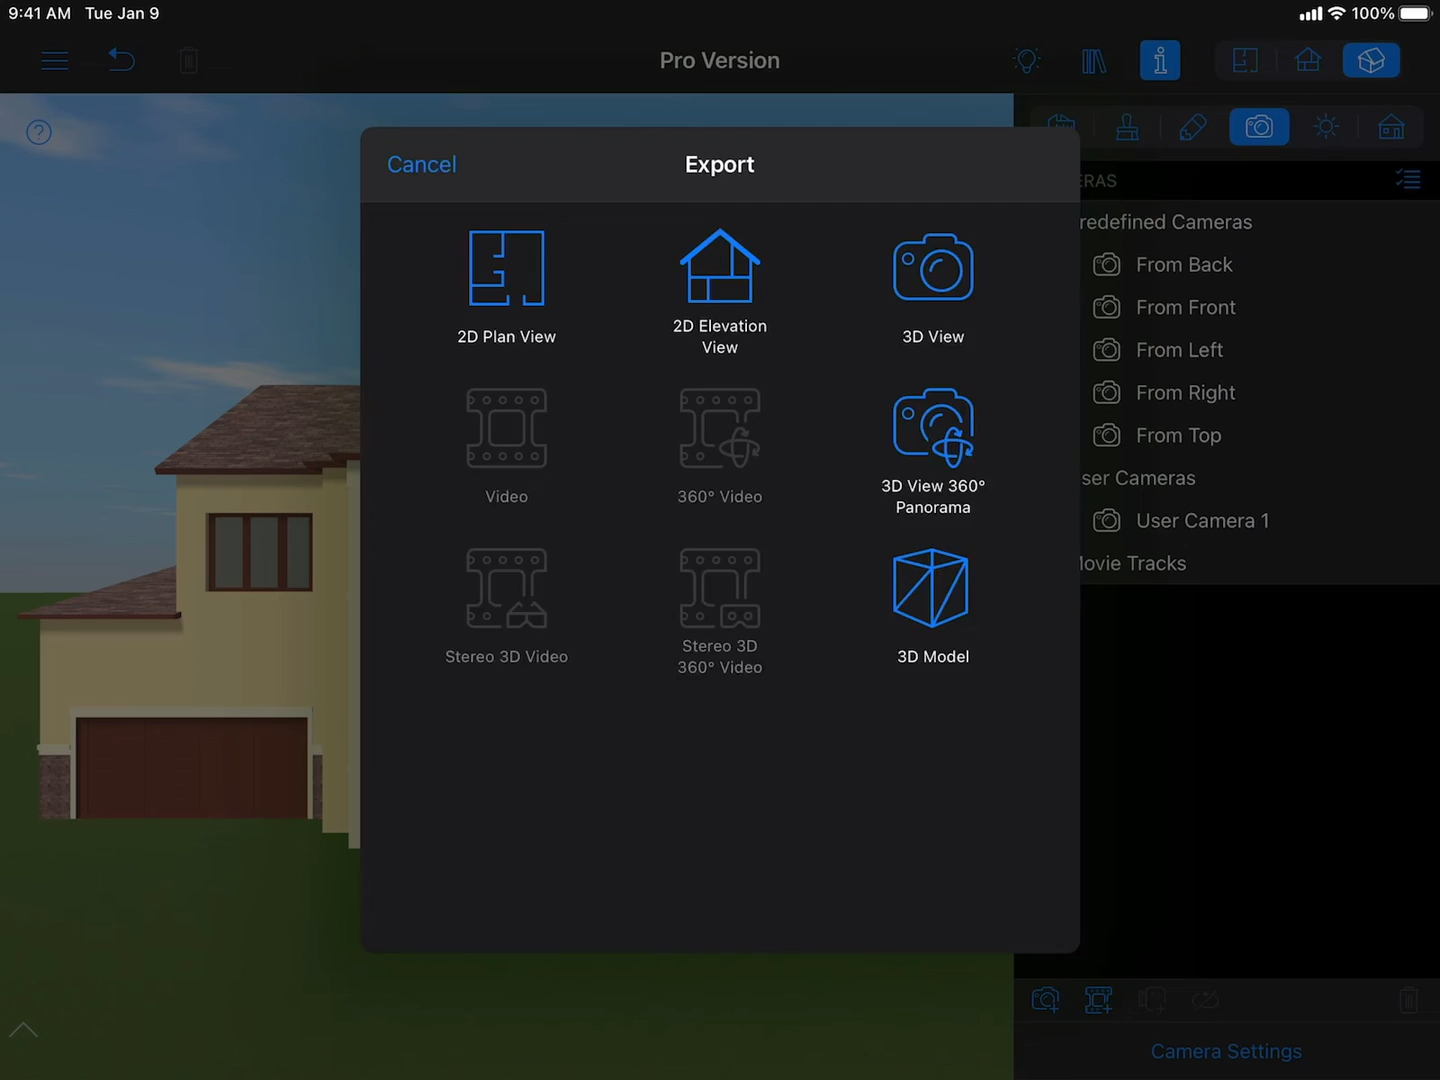 9:41 AM Tue Jan 9
100%
Pro Version
?
Cancel
Export
2D Plan View
2D Elevation
View
3D View
Video
360° Video
3D View 360°
Panorama
Stereo 3D Video
Stereo 3D
360° Video
3D Model
ERAS
redefined Cameras
From Back
From Front
From Left
From Right
From Top
ser Cameras
User Camera 1
Movie Tracks
Camera Settings